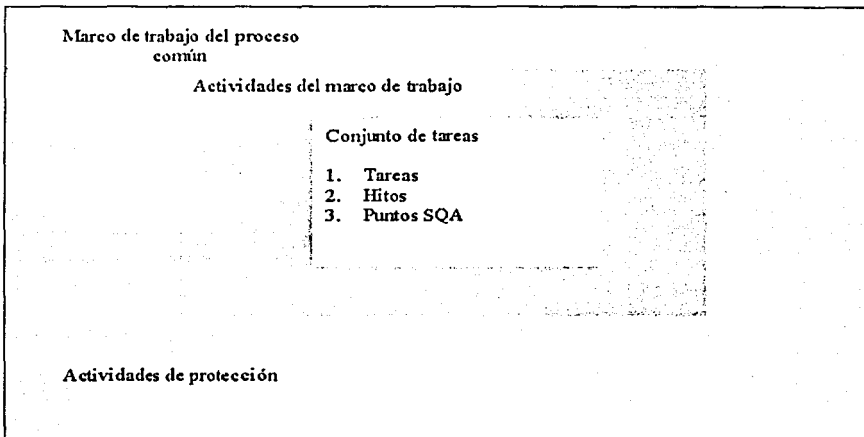 Marco de trabajo del proceso
común
Actividades del marco de trabajo
Conjunto de tareas
1. Tareas
2. Hitos
3. Puntos SQA
Actividades de protección